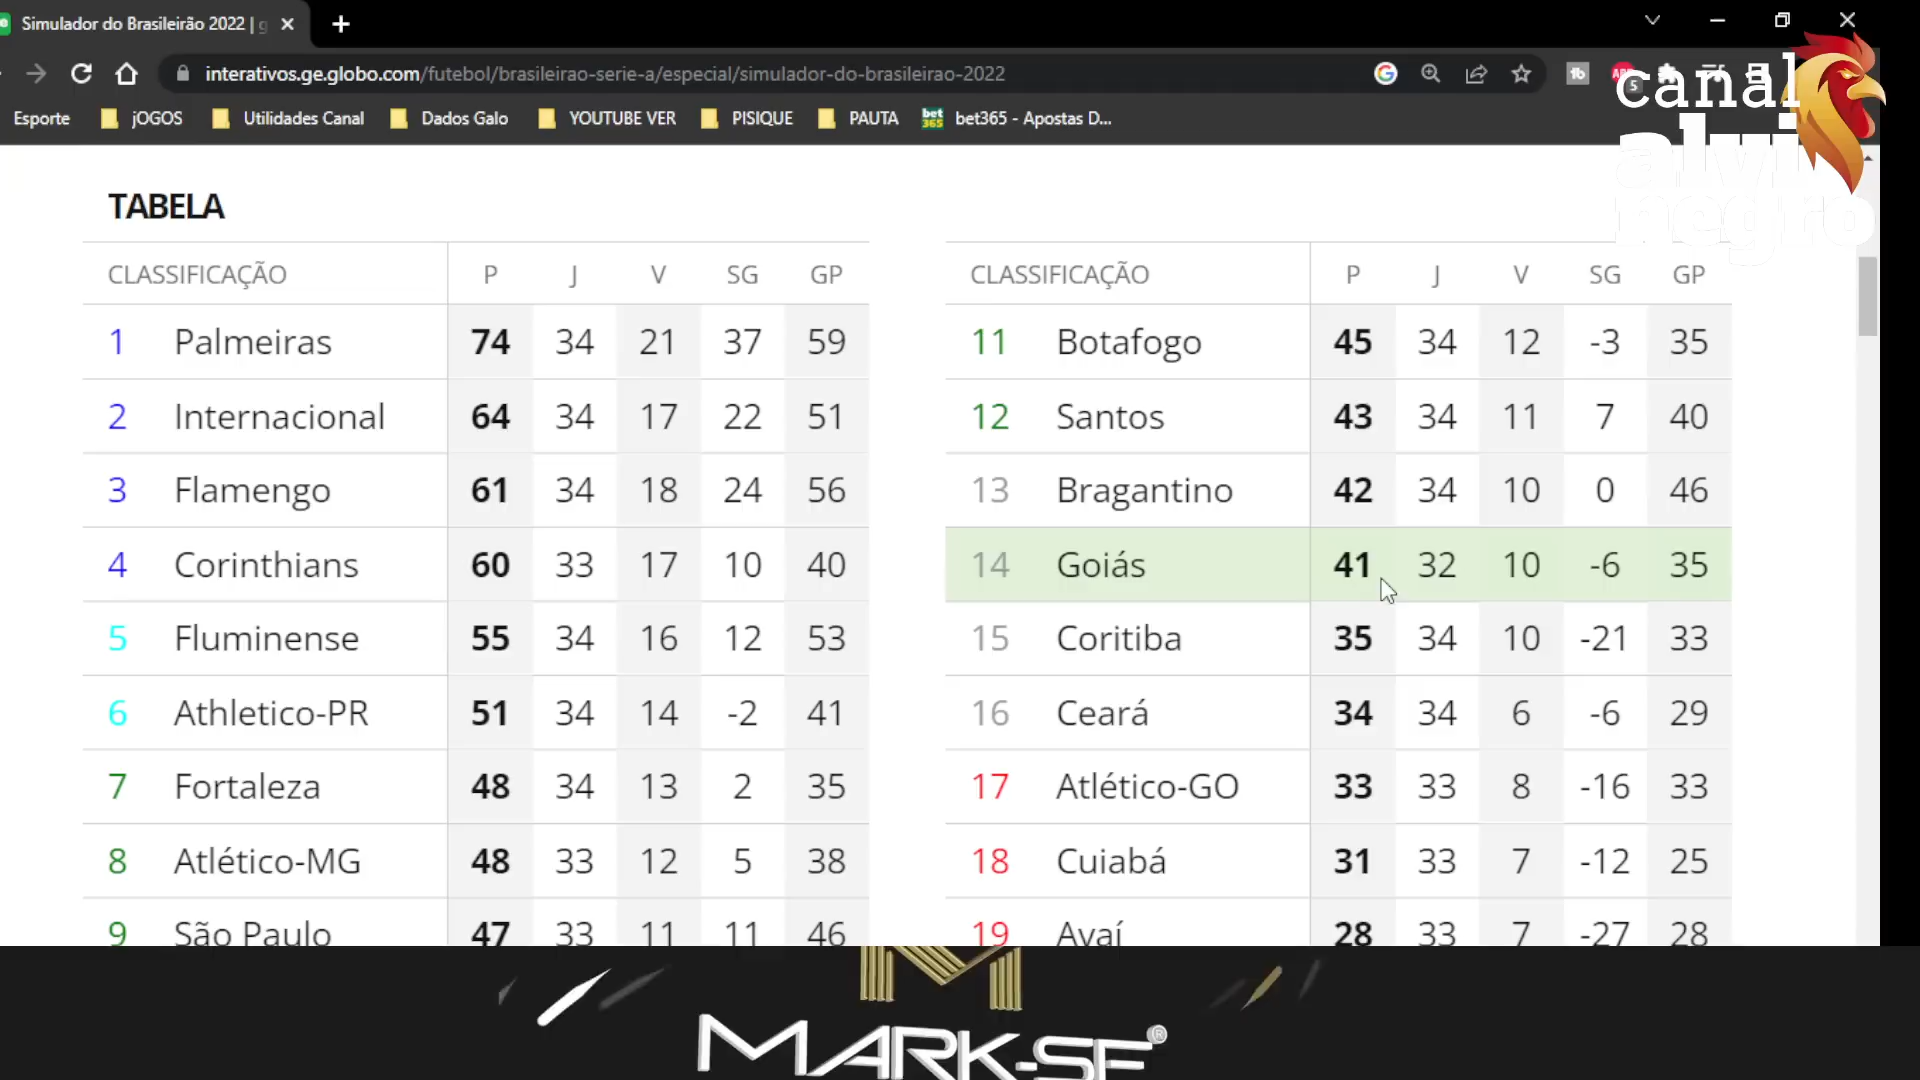 Simulador do Brasileirão 2022 | g
interativos.ge.globo.com/futebol/brasileirao-serie-a/especial/simulador-do-brasileirao-2022
Esporte jOGOS Utilidades Canal Dados Galo YOUTUBE VER PISIQUE PAUTA bet365 bet365 - Apostas D...
canal
alvi
negro
TABELA
CLASSIFICAÇÃO P J V SG GP
1 Palmeiras 74 34 21 37 59
2 Internacional 64 34 17 22 51
3 Flamengo 61 34 18 24 56
4 Corinthians 60 33 17 10 40
5 Fluminense 55 34 16 12 53
6 Athletico-PR 51 34 14 -2 41
7 Fortaleza 48 34 13 2 35
8 Atlético-MG 48 33 12 5 38
9 São Paulo 47 33 11 11 46
CLASSIFICAÇÃO P J V SG GP
11 Botafogo 45 34 12 -3 35
12 Santos 43 34 11 7 40
13 Bragantino 42 34 10 0 46
14 Goiás 41 32 10 -6 35
15 Coritiba 35 34 10 -21 33
16 Ceará 34 34 6 -6 29
17 Atlético-GO 33 33 8 -16 33
18 Cuiabá 31 33 7 -12 25
19 Avaí 28 33 7 -27 28
MARK-SE®